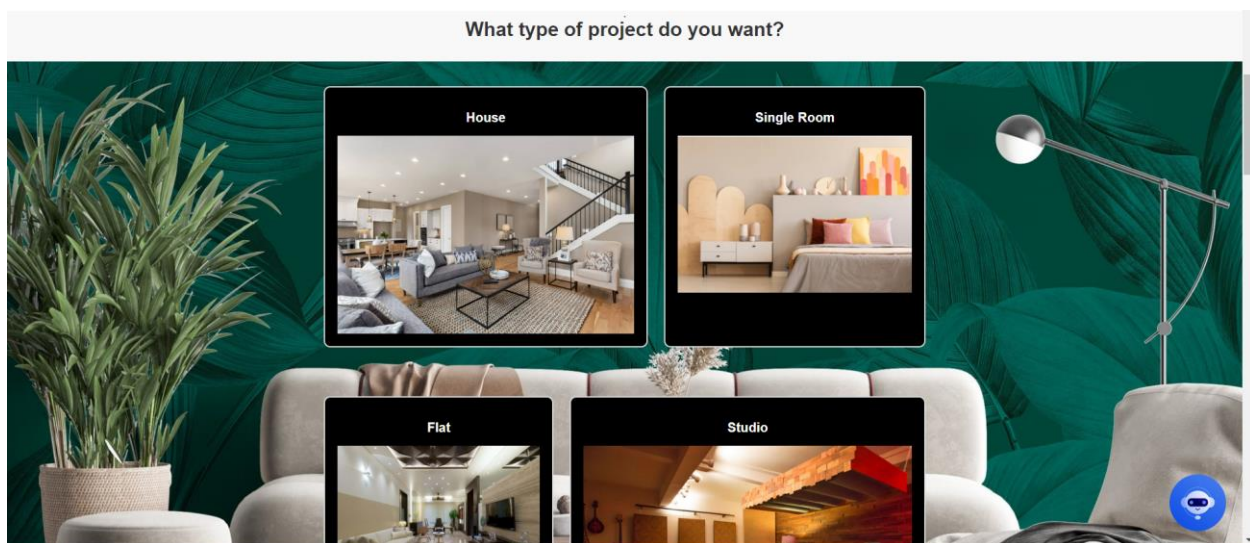 What type of project do you want?
House
Single Room
Flat
Studio